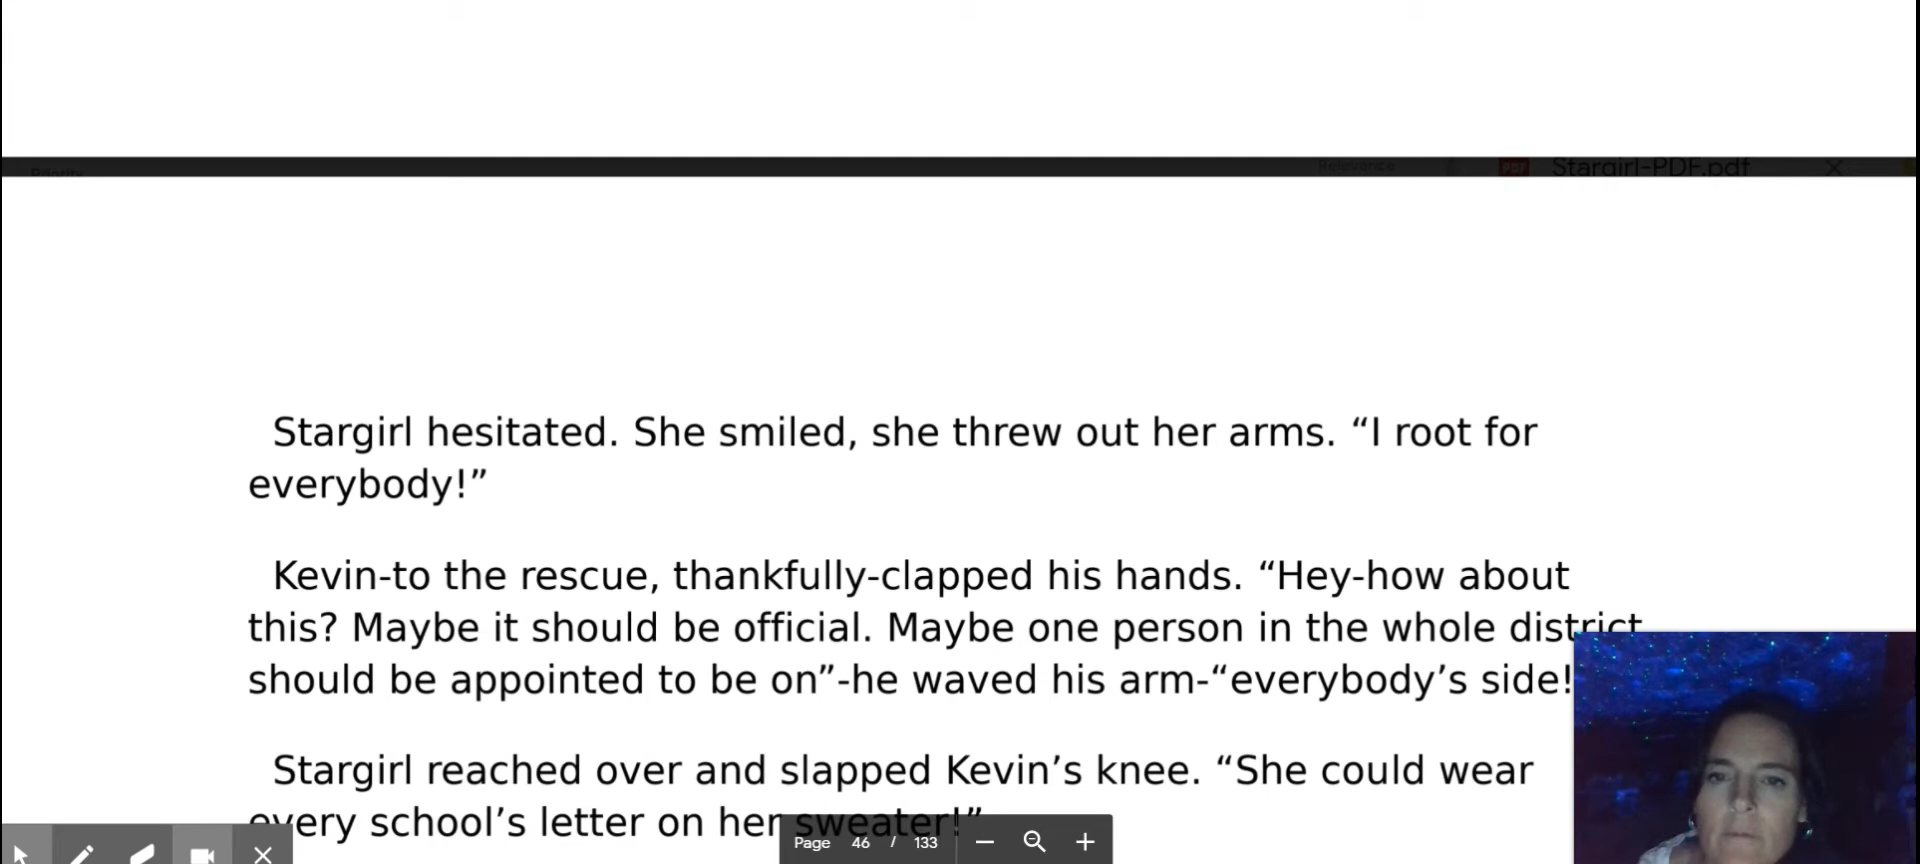 Priority
Relevance
Stargirl-PDF.pdf
Stargirl hesitated. She smiled, she threw out her arms. “I root for
everybody!”
Kevin-to the rescue, thankfully-clapped his hands. “Hey-how about
this? Maybe it should be official. Maybe one person in the whole district
should be appointed to be on”-he waved his arm-“everybody’s side!
Stargirl reached over and slapped Kevin’s knee. “She could wear
every school’s letter on her sweater!”
Page 46 / 133